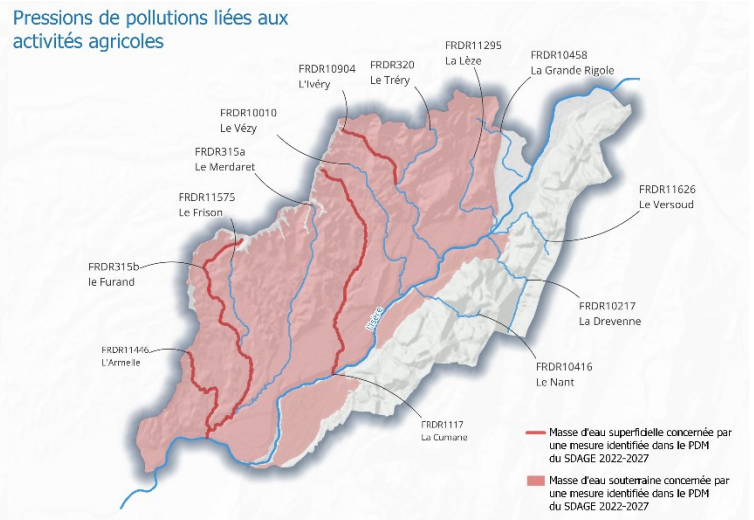 Pressions de pollutions liées aux
activités agricoles
FRDR11295
La Lèze
FRDR10458
La Grande Rigole
FRDR320
Le Tréry
FRDR10904
L'Ivéry
FRDR10010
Le Vézy
FRDR315a
Le Merdaret
FRDR11575
Le Frison
FRDR11626
Le Versoud
FRDR315b
le Furand
FRDR10217
La Drevenne
l'Isère
FRDR11446
L'Armelle
FRDR10416
Le Nant
FRDR1117
La Cumane
Masse d'eau superficielle concernée par
une mesure identifiée dans le PDM
du SDAGE 2022-2027
Masse d'eau souterraine concernée par
une mesure identifiée dans le PDM
du SDAGE 2022-2027